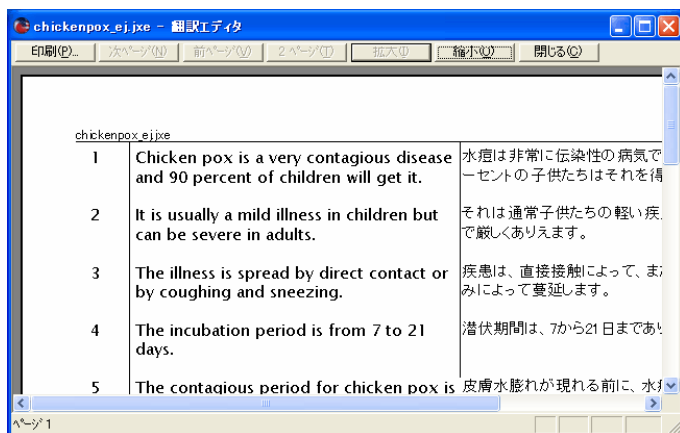 chickenpox_ej.jxe - 翻訳エディタ
印刷(P)... 次ページ(N) 前ページ(V) 2ページ(T) 拡大(I) 縮小(U) 閉じる(C)
chickenpox_ej.jxe
1 Chicken pox is a very contagious disease 水痘は非常に伝染性の病気で
and 90 percent of children will get it. ーセントの子供たちはそれを得
2 It is usually a mild illness in children but それは通常子供たちの軽い疾
can be severe in adults. で厳しくありえます。
3 The illness is spread by direct contact or 疾患は、直接接触によって、また
by coughing and sneezing. みによって蔓延します。
4 The incubation period is from 7 to 21 潜伏期間は、7から21日まであり
days.
5 The contagious period for chicken pox is 皮膚水膨れが現れる前に、水痘
ページ 1